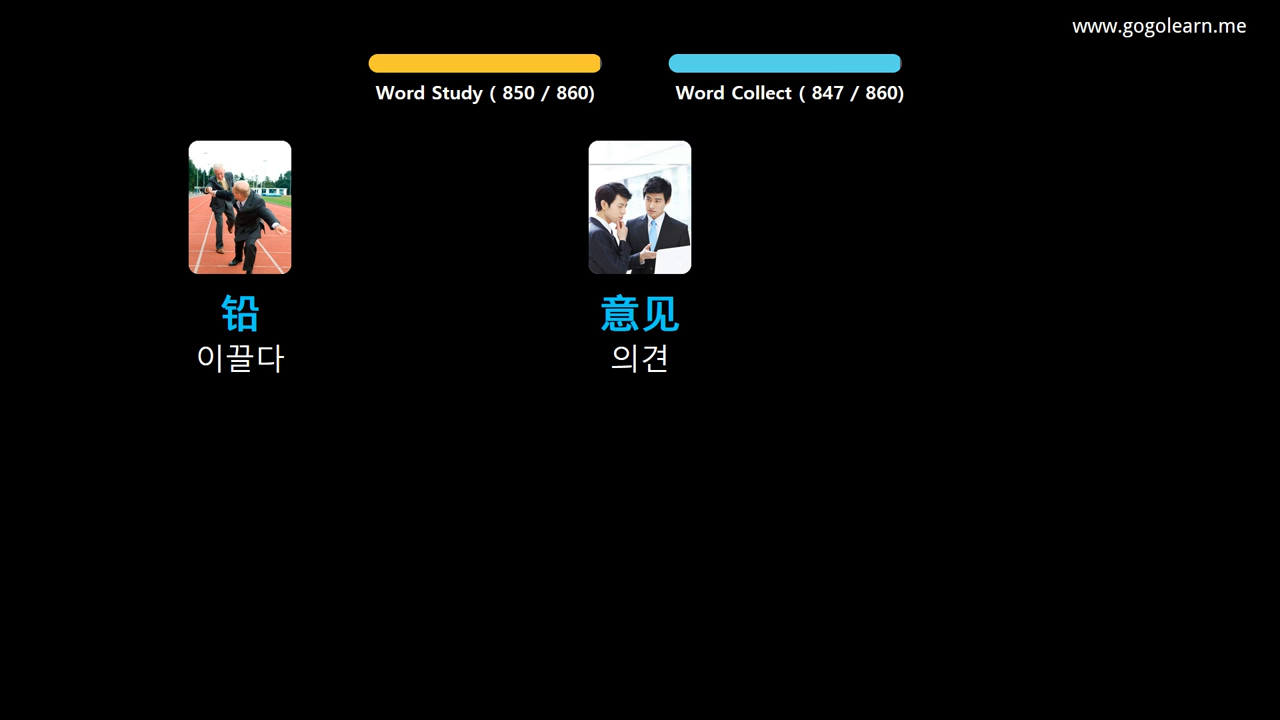 www.gogolearn.me
Word Study ( 850 / 860)
Word Collect ( 847 / 860)
铅
이끌다
意见
의견